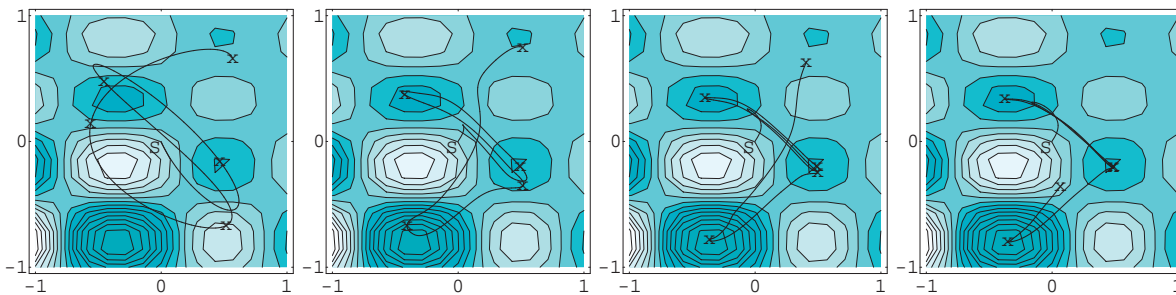 1 1 1 1
x x x x
x x x x
x
S S S S
0 0 0 0
x x x x
x x x
x x x x
-1 -1 -1 -1
-1 0 1 -1 0 1 -1 0 1 -1 0 1